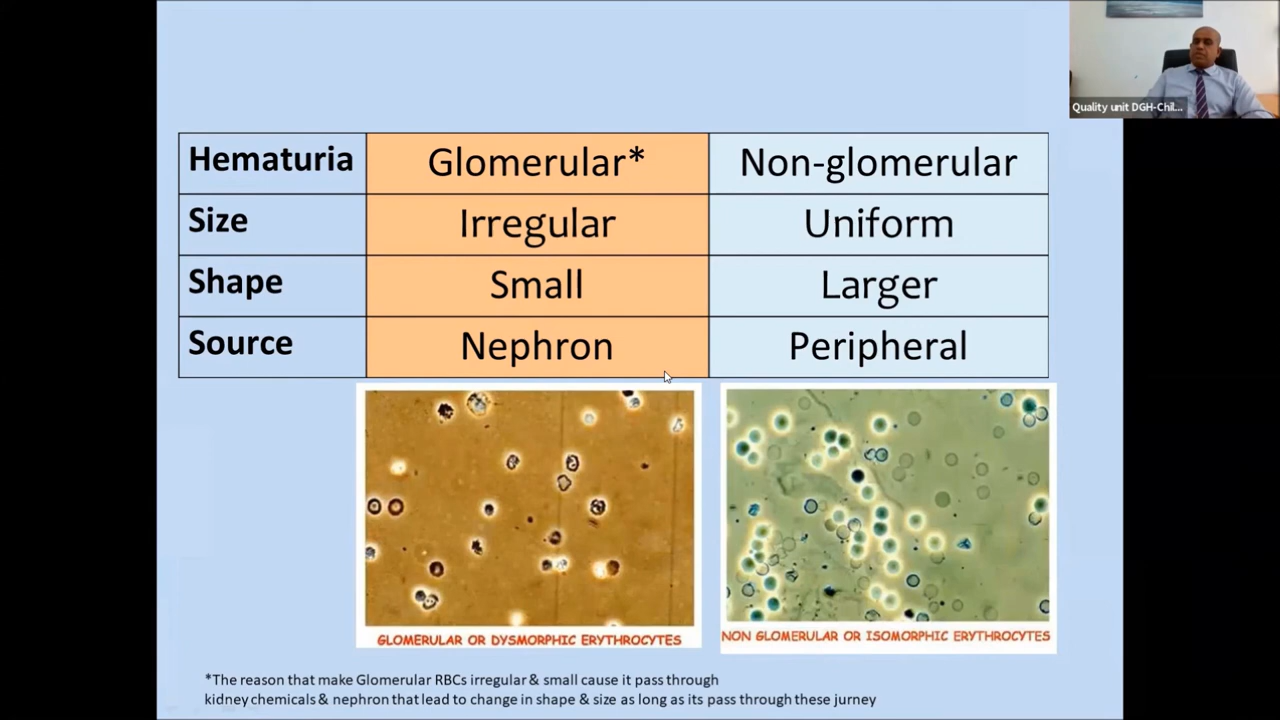 Quality unit DGH-Chil...
Hematuria Glomerular* Non-glomerular
Size Irregular Uniform
Shape Small Larger
Source Nephron Peripheral
GLOMERULAR OR DYSMORPHIC ERYTHROCYTES
NON GLOMERULAR OR ISOMORPHIC ERYTHROCYTES
*The reason that make Glomerular RBCs irregular & small cause it pass through
kidney chemicals & nephron that lead to change in shape & size as long as its pass through these jurney